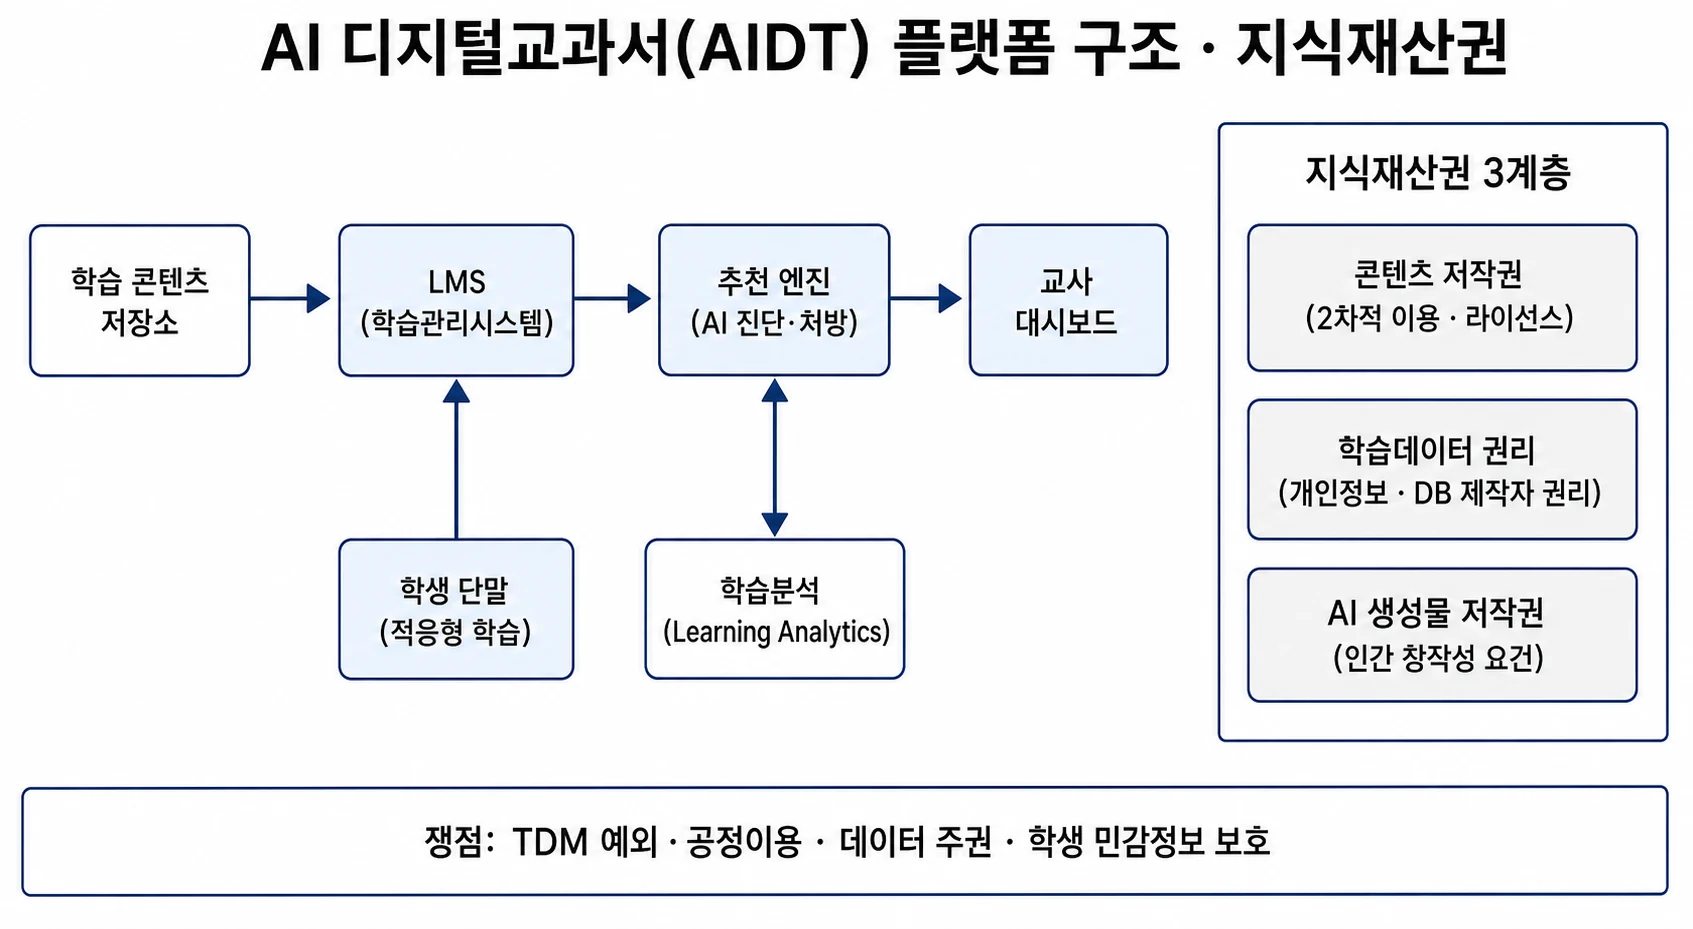 AI 디지털교과서(AIDT) 플랫폼 구조 · 지식재산권
학습 콘텐츠
저장소
LMS
(학습관리시스템)
추천 엔진
(AI 진단·처방)
교사
대시보드
학생 단말
(적응형 학습)
학습분석
(Learning Analytics)
지식재산권 3계층
콘텐츠 저작권
(2차적 이용 · 라이선스)
학습데이터 권리
(개인정보 · DB 제작자 권리)
AI 생성물 저작권
(인간 창작성 요건)
쟁점: TDM 예외 · 공정이용 · 데이터 주권 · 학생 민감정보 보호